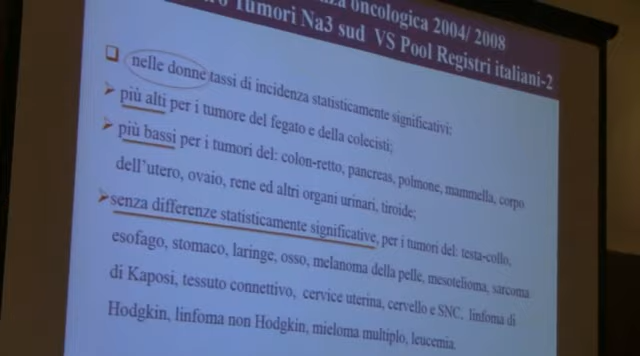 oncologica 2004/ 2008
Tumori Na3 sud VS Pool Registri italiani-2
nelle donne tassi di incidenza statisticamente significativi:
più alti per i tumore del fegato e della colecisti;
più bassi per i tumori del: colon-retto, pancreas, polmone, mammella, corpo
dell'utero, ovaio, rene ed altri organi urinari, tiroide;
senza differenze statisticamente significative, per i tumori del: testa-collo,
esofago, stomaco, laringe, osso, melanoma della pelle, mesotelioma, sarcoma
di Kaposi, tessuto connettivo, cervice uterina, cervello e SNC, linfoma di
Hodgkin, linfoma non Hodgkin, mieloma multiplo, leucemia.